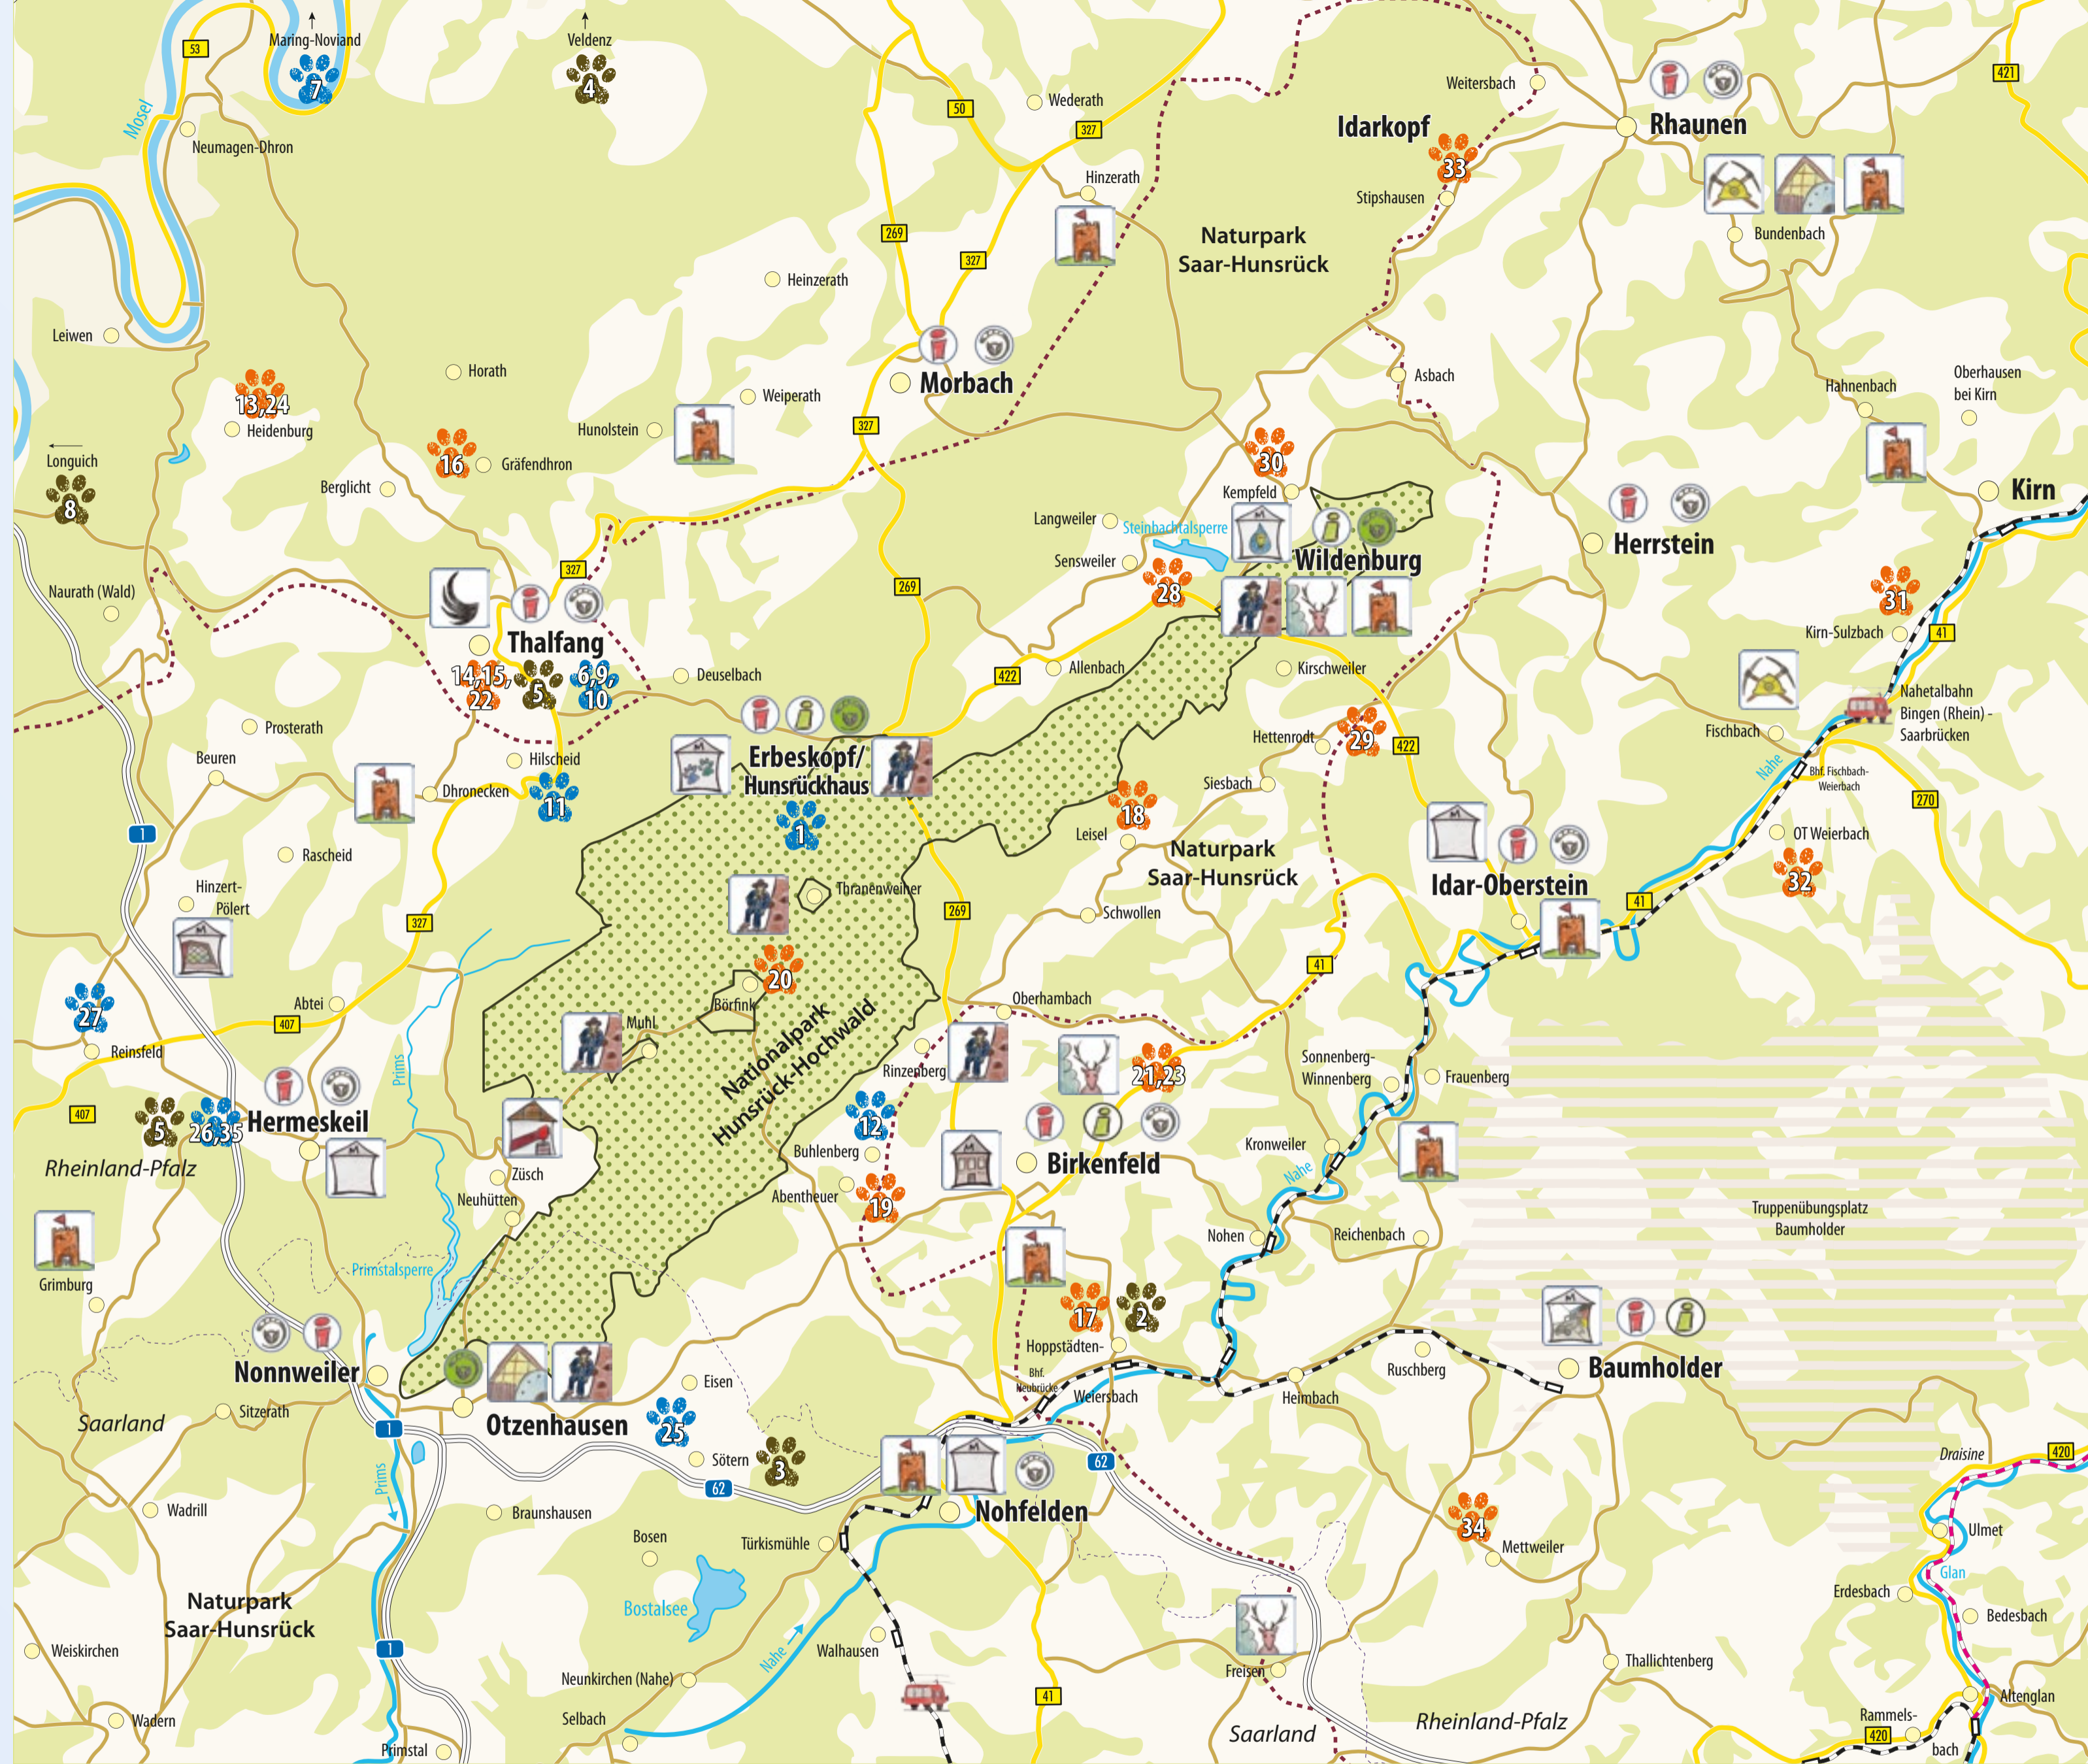 Maring-Noviand
Veldenz
53
7
4
Mosel
Neumagen-Dhron
50
Wederath
327
Weitersbach
421
Idarkopf
Rhaunen
33
Hinzerath
Stipshausen
Bundenbach
269
327
Naturpark
Saar-Hunsrück
Heinzerath
Leiwen
Horath
Morbach
Weiperath
Asbach
Hahnenbach
Oberhausen
bei Kirn
13,24
Heidenburg
Hunolstein
327
Longuich
8
16
Gräfendhron
Berglicht
30
Kempfeld
Kirn
Langweiler
Steinbachtalsperre
Sensweiler
Wildenburg
Herrstein
327
269
28
31
Naurath (Wald)
Kirn-Sulzbach
41
Thalfang
14,15,
22
5
6,9,
10
Deuselbach
422
Allenbach
Kirschweiler
Nahetalbahn
Bingen (Rhein) -
Saarbrücken
Prosterath
Beuren
Hilscheid
Erbeskopf/
Hunsrückhaus
Hettenrodt
29
422
Fischbach
Nahe
Bhf. Fischbach-
Weierbach
Dhronecken
11
1
Siesbach
18
Leisel
270
1
Rascheid
Naturpark
Saar-Hunsrück
OT Weierbach
32
Hinzert-
Pölert
Thranenweiher
Idar-Oberstein
327
269
Schwollen
41
41
20
Börfink
Abtei
407
27
Reinsfeld
Muhl
Oberhambach
Nationalpark
Hunsrück-Hochwald
Prims
Rinzenberg
21,23
Sonnenberg-
Winnenberg
Frauenberg
407
5
26,35
Hermeskeil
12
Buhlenberg
Birkenfeld
Kronweiler
Nahe
Rheinland-Pfalz
Züsch
Neuhütten
Abentheuer
19
Truppenübungsplatz
Baumholder
Nohen
Reichenbach
Grimburg
Primstalsperre
17
2
Hoppstädten-
Weiersbach
Bhf.
Neubrücke
Nonnweiler
Ruschberg
Baumholder
Heimbach
Eisen
Sitzerath
Saarland
1
Otzenhausen
25
Sötern
3
62
62
Prims
Draisine
420
Wadrill
Braunshausen
Nohfelden
34
Mettweiler
Ulmet
Bosen
Türkismühle
Glan
Erdesbach
Bedesbach
Naturpark
Saar-Hunsrück
Bostalsee
Weiskirchen
1
Nahe
Walhausen
Freisen
Thallichtenberg
Neunkirchen (Nahe)
41
Altenglan
Wadern
Selbach
Saarland
Rheinland-Pfalz
Rammels-
bach
420
Primstal